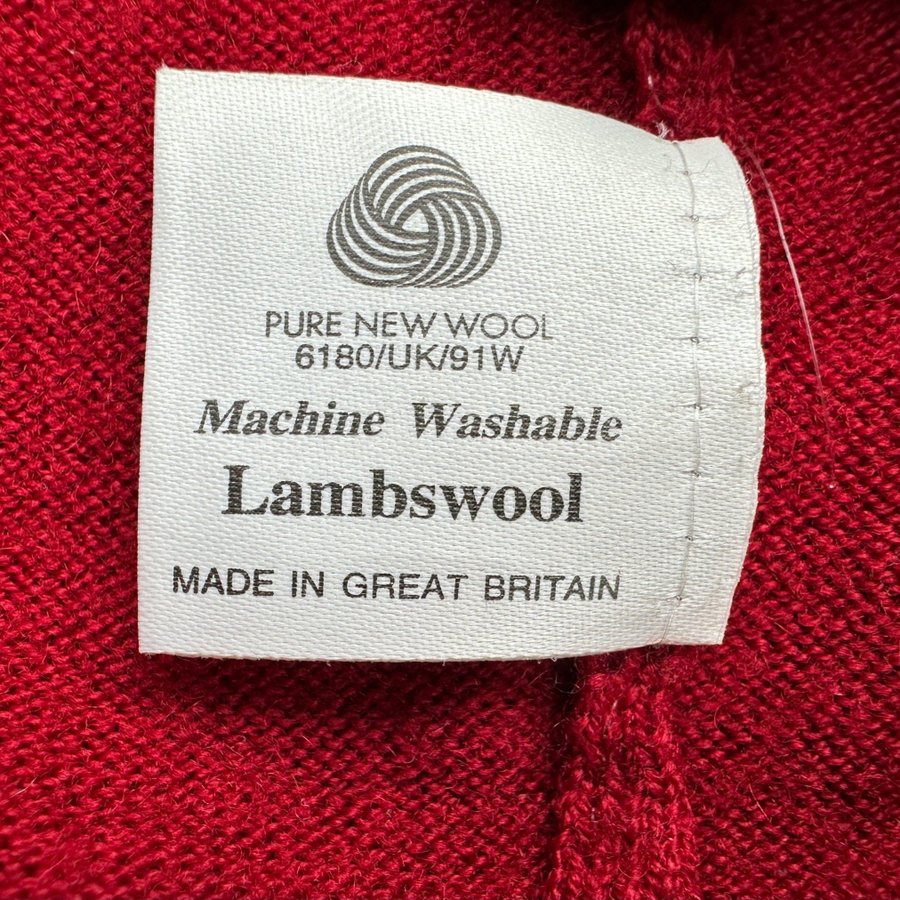 PURE NEW WOOL
6180/UK/91W
Machine Washable
Lambswool
MADE IN GREAT BRITAIN